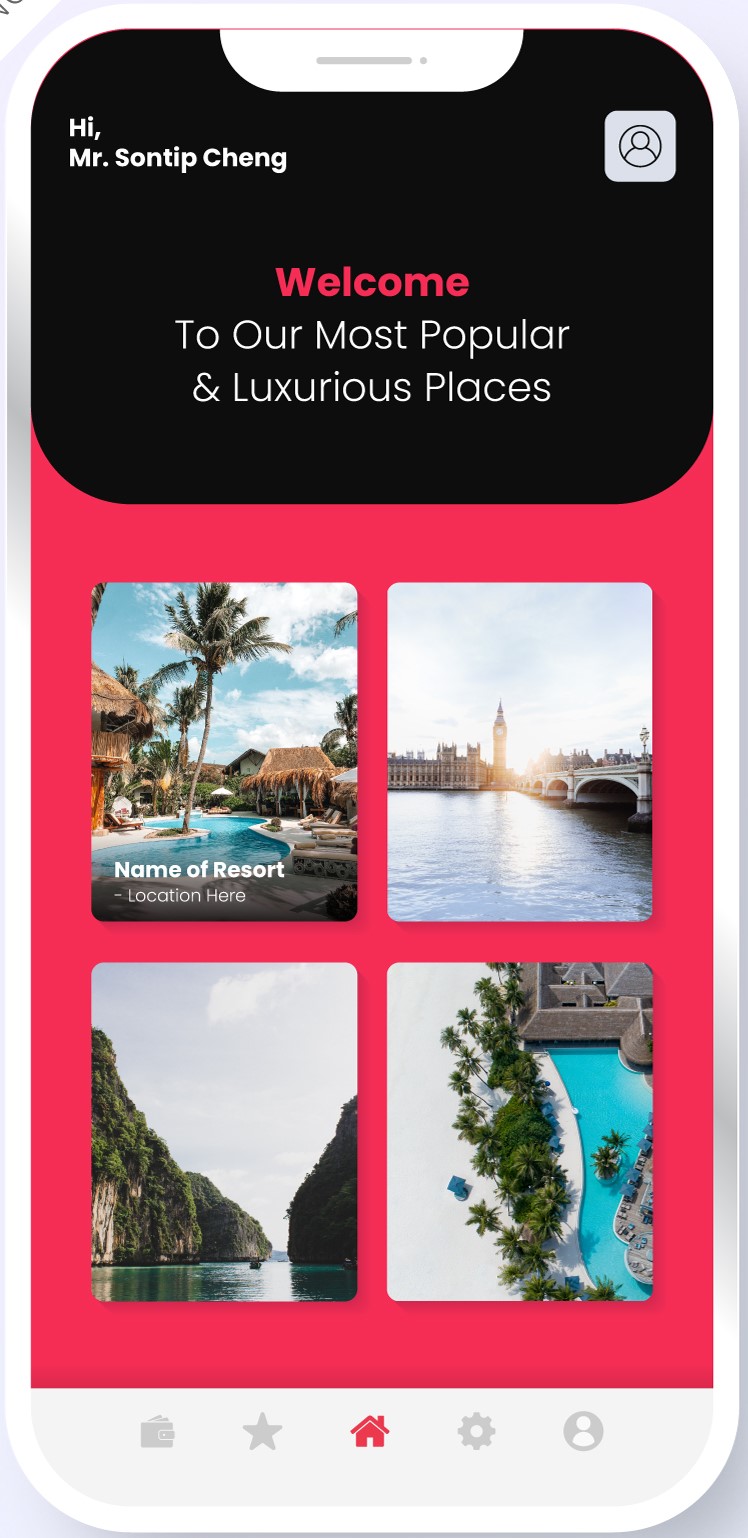 Hi,
Mr. Sontip Cheng
Welcome
To Our Most Popular
& Luxurious Places
Name of Resort
- Location Here